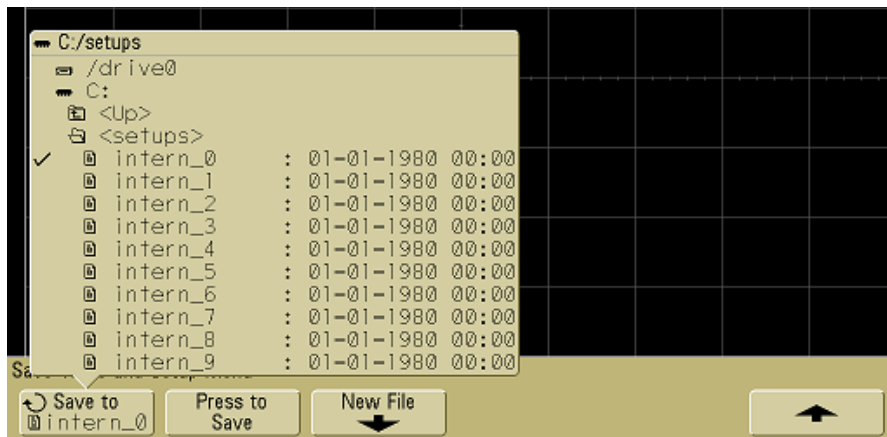 C:/setups
/drive0
C:
<Up>
<setups>
intern_0 : 01-01-1980 00:00
intern_1 : 01-01-1980 00:00
intern_2 : 01-01-1980 00:00
intern_3 : 01-01-1980 00:00
intern_4 : 01-01-1980 00:00
intern_5 : 01-01-1980 00:00
intern_6 : 01-01-1980 00:00
intern_7 : 01-01-1980 00:00
intern_8 : 01-01-1980 00:00
intern_9 : 01-01-1980 00:00
Save to
intern_0
Press to
Save
New File